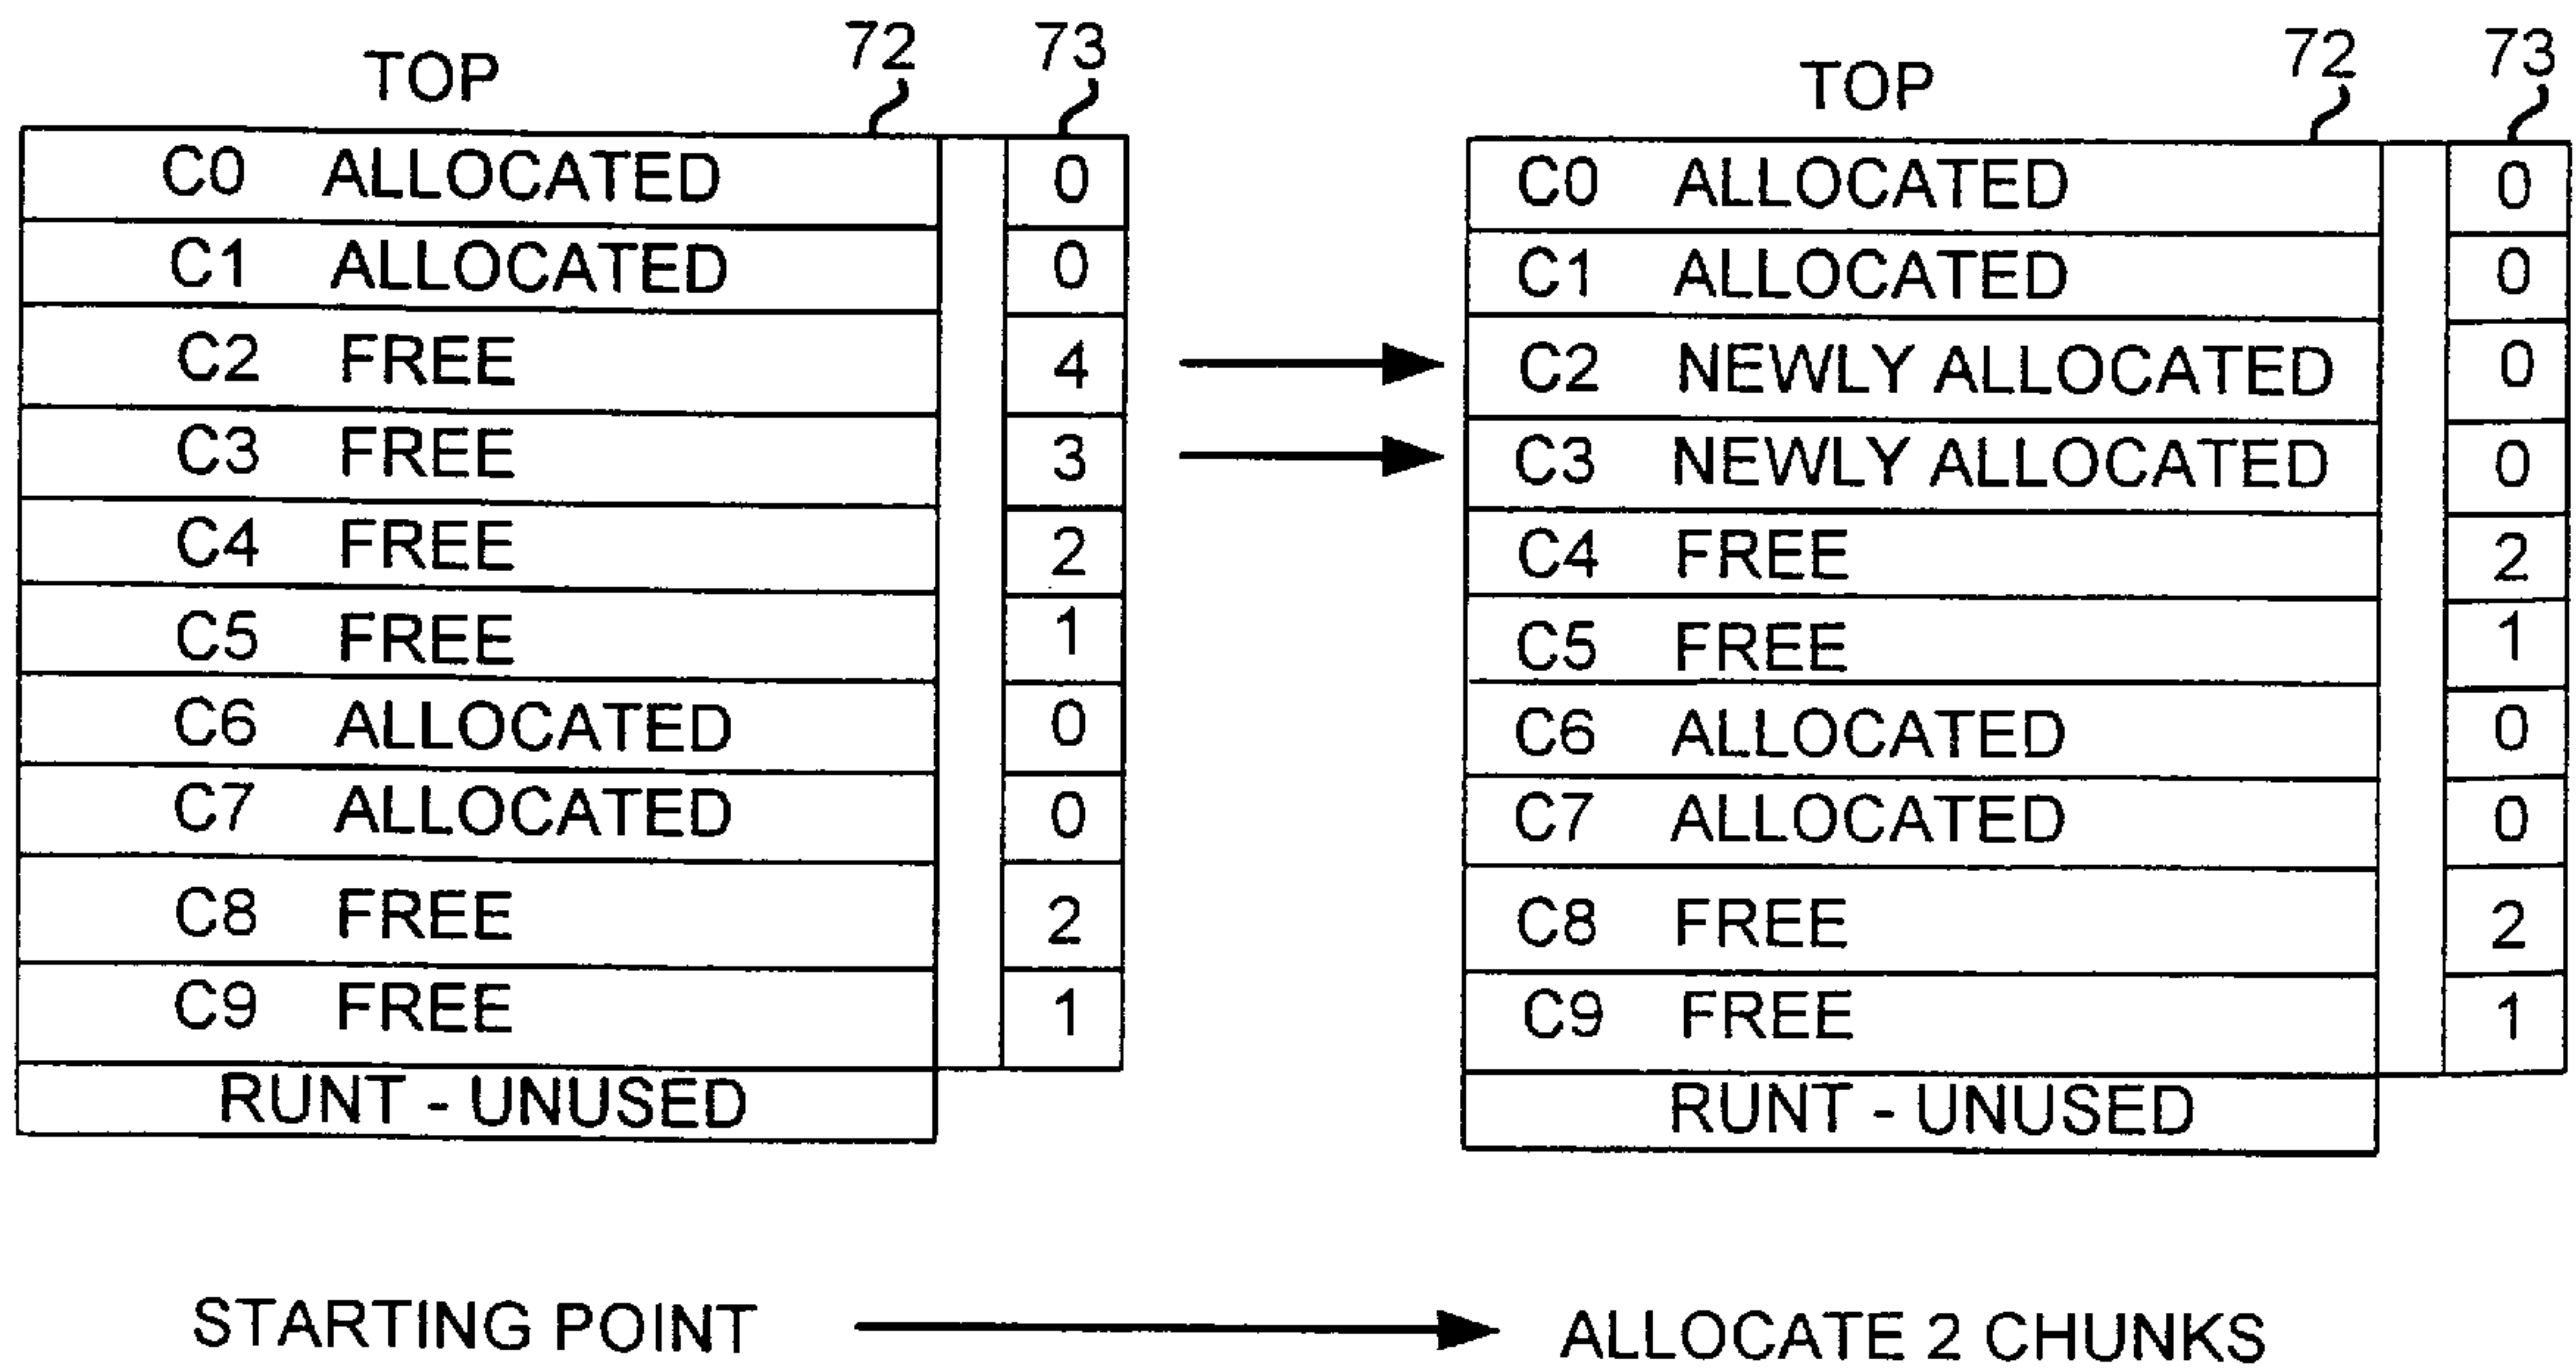 TOP 72 73
C0 ALLOCATED 0
C1 ALLOCATED 0
C2 FREE 4
C3 FREE 3
C4 FREE 2
C5 FREE 1
C6 ALLOCATED 0
C7 ALLOCATED 0
C8 FREE 2
C9 FREE 1
RUNT - UNUSED
TOP 72 73
C0 ALLOCATED 0
C1 ALLOCATED 0
C2 NEWLY ALLOCATED 0
C3 NEWLY ALLOCATED 0
C4 FREE 2
C5 FREE 1
C6 ALLOCATED 0
C7 ALLOCATED 0
C8 FREE 2
C9 FREE 1
RUNT - UNUSED
STARTING POINT
ALLOCATE 2 CHUNKS